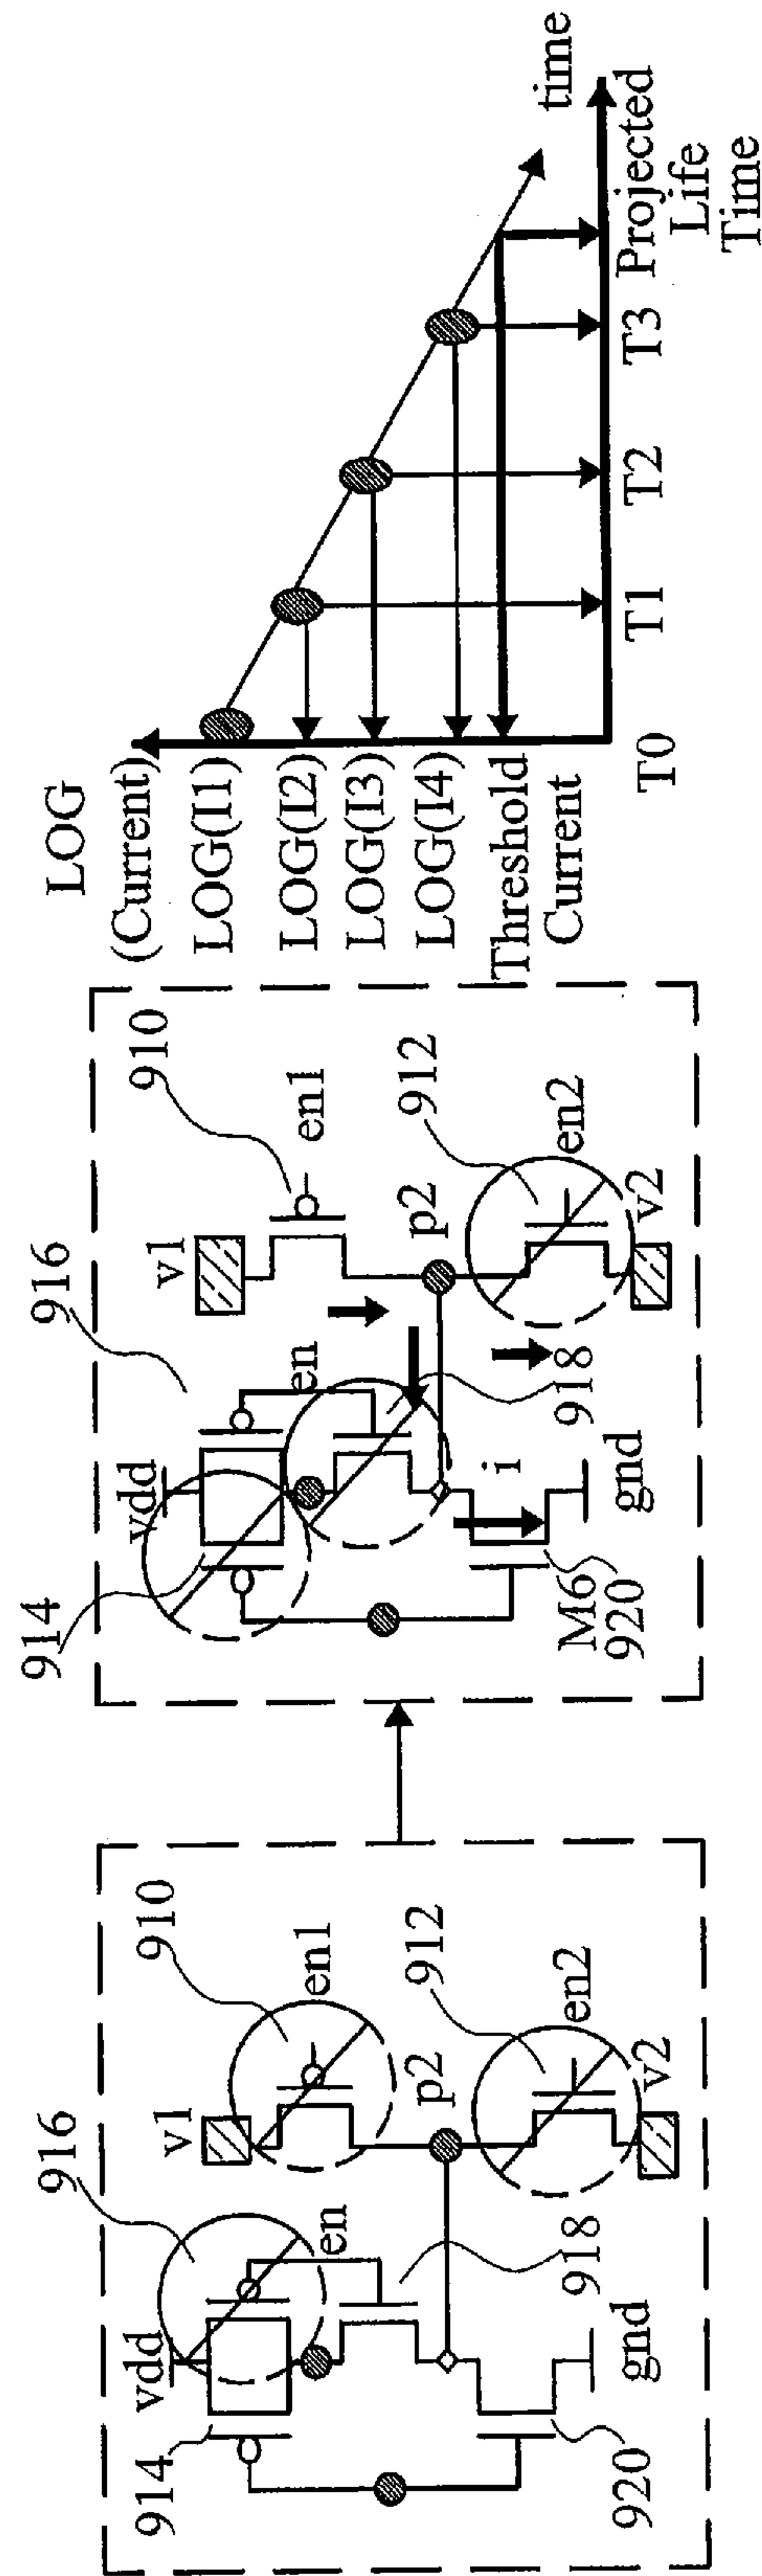 916
910
v1
vdd
914
en
en1
p2
912
918
en2
gnd
v2
920
916
910
v1
vdd
914
en
en1
p2
912
918
i
en2
M6
920
gnd
v2
LOG
(Current)
LOG(I1)
LOG(I2)
LOG(I3)
LOG(I4)
Threshold
Current
T0
T1
T2
T3
Projected
Life
Time
time